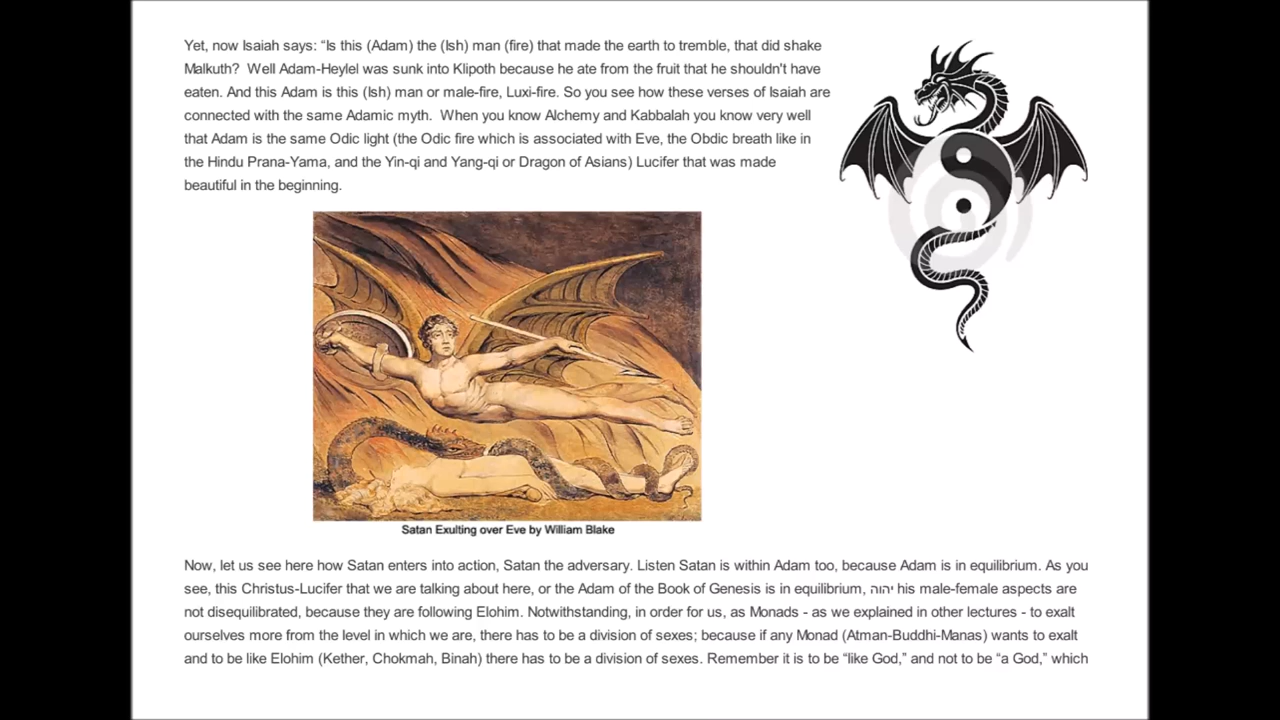 Yet, now Isaiah says: “Is this (Adam) the (Ish) man (fire) that made the earth to tremble, that did shake
Malkuth?  Well Adam-Heylel was sunk into Klipoth because he ate from the fruit that he shouldn't have
eaten. And this Adam is this (Ish) man or male-fire, Luxi-fire. So you see how these verses of Isaiah are
connected with the same Adamic myth.  When you know Alchemy and Kabbalah you know very well
that Adam is the same Odic light (the Odic fire which is associated with Eve, the Obdic breath like in
the Hindu Prana-Yama, and the Yin-qi and Yang-qi or Dragon of Asians) Lucifer that was made
beautiful in the beginning.
Satan Exulting over Eve by William Blake
Now, let us see here how Satan enters into action, Satan the adversary. Listen Satan is within Adam too, because Adam is in equilibrium. As you
see, this Christus-Lucifer that we are talking about here, or the Adam of the Book of Genesis is in equilibrium, יהוה his male-female aspects are
not disequilibrated, because they are following Elohim. Notwithstanding, in order for us, as Monads - as we explained in other lectures - to exalt
ourselves more from the level in which we are, there has to be a division of sexes; because if any Monad (Atman-Buddhi-Manas) wants to exalt
and to be like Elohim (Kether, Chokmah, Binah) there has to be a division of sexes. Remember it is to be “like God,” and not to be “a God,” which